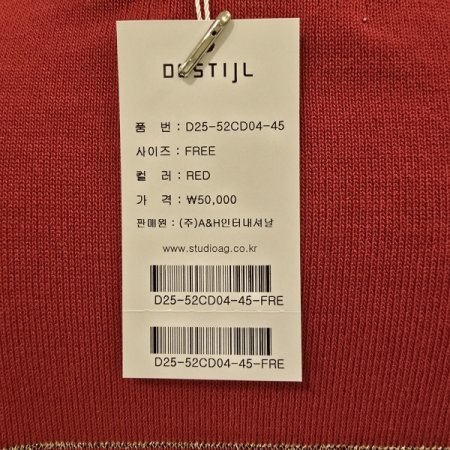 DESTIJL
품 번 : D25-52CD04-45
사이즈 : FREE
컬 러 : RED
가 격 : ₩50,000
판매원 : (주)A&H인터내셔날
www.studioag.co.kr
D25-52CD04-45-FRE
D25-52CD04-45-FRE